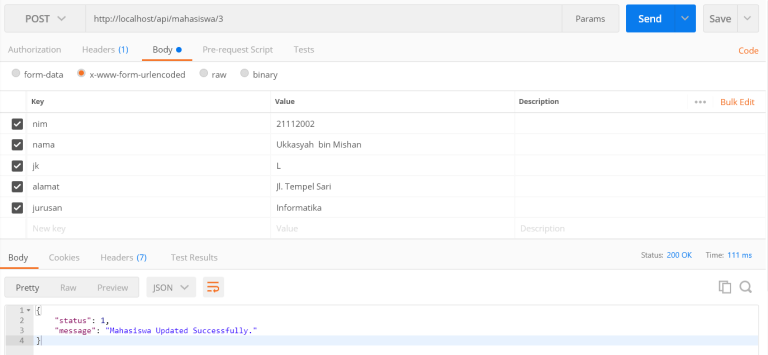 POST http://localhost/api/mahasiswa/3 Params Send Save
Authorization Headers (1) Body Pre-request Script Tests Code
form-data x-www-form-urlencoded raw binary
Key Value Description ••• Bulk Edit
nim 21112002
nama Ukkasyah bin Mishan
jk L
alamat Jl. Tempel Sari
jurusan Informatika
New key Value Description
Body Cookies Headers (7) Test Results Status: 200 OK Time: 111 ms
Pretty Raw Preview JSON
1 {
2 "status": 1,
3 "message": "Mahasiswa Updated Successfully."
4 }